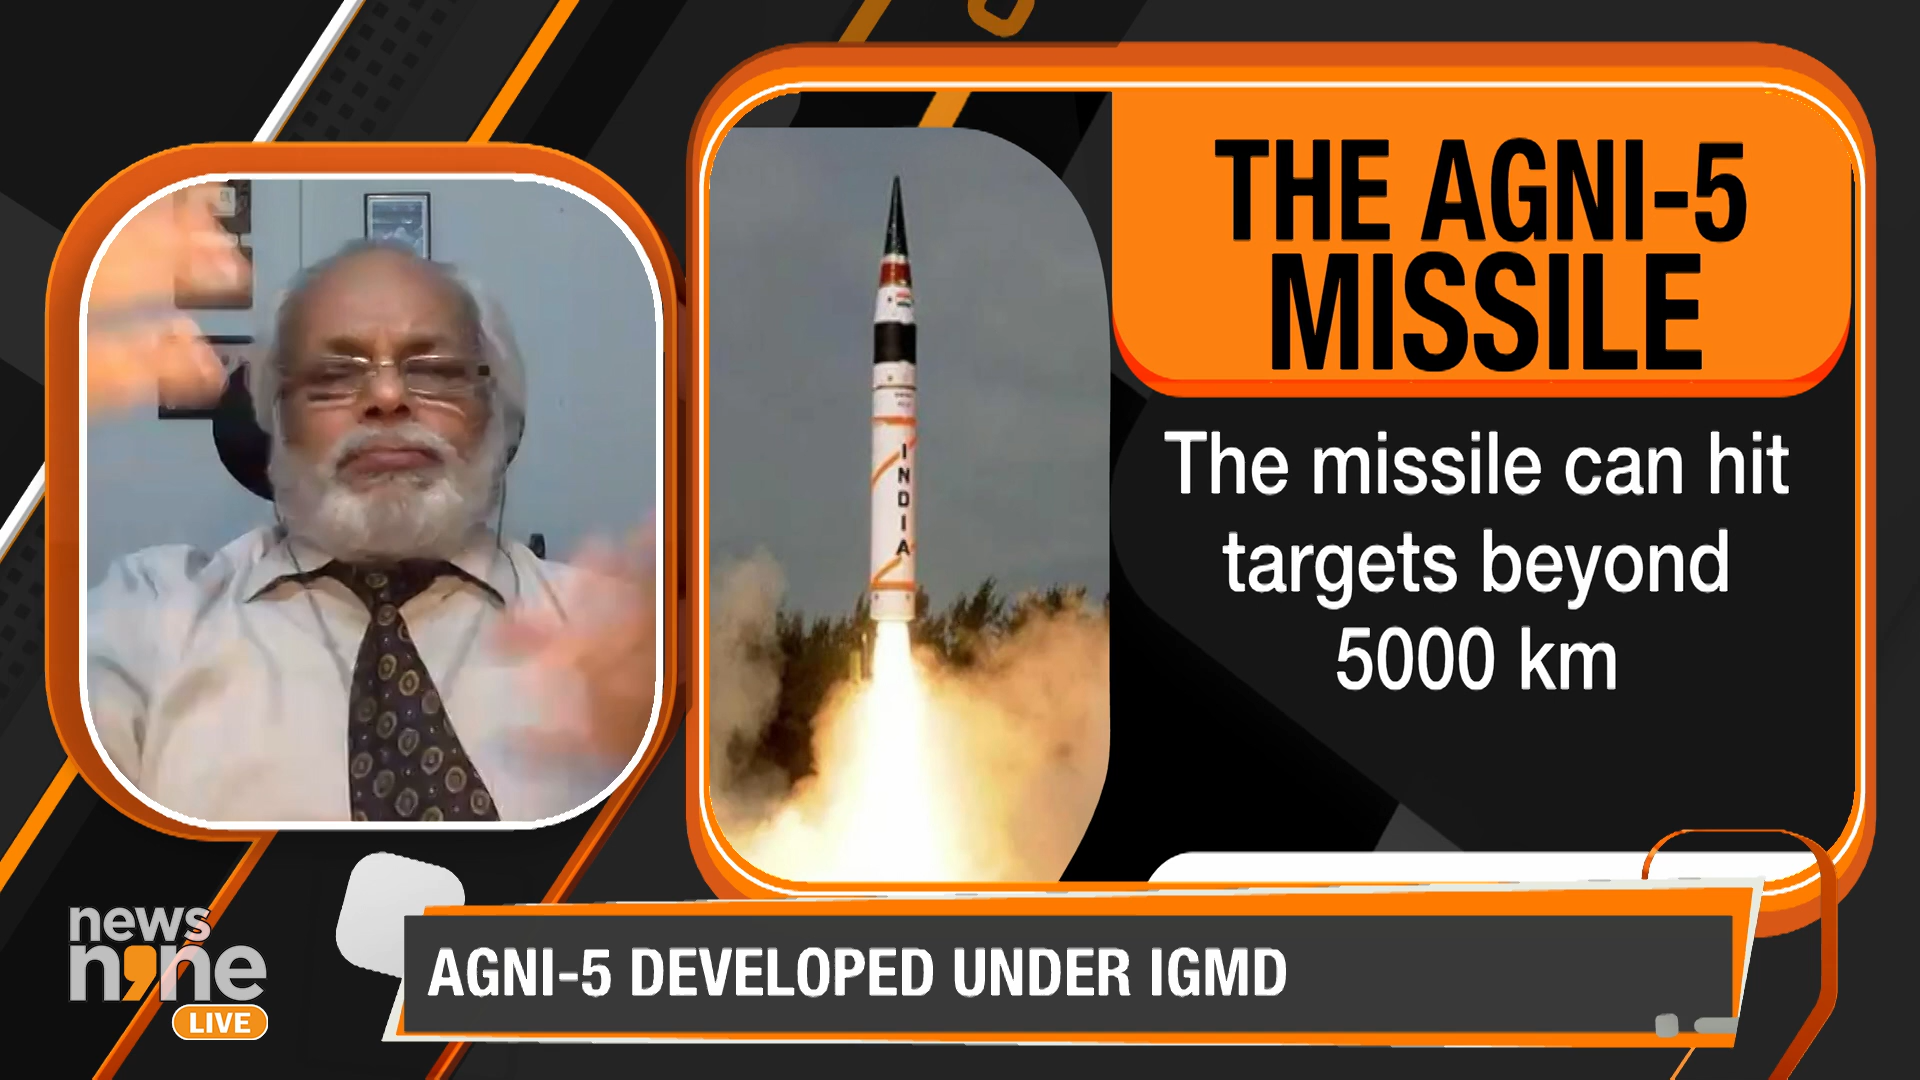 THE AGNI-5
MISSILE
The missile can hit
targets beyond
5000 km
INDIA
AGNI-5 DEVELOPED UNDER IGMD
news
n9ne
LIVE